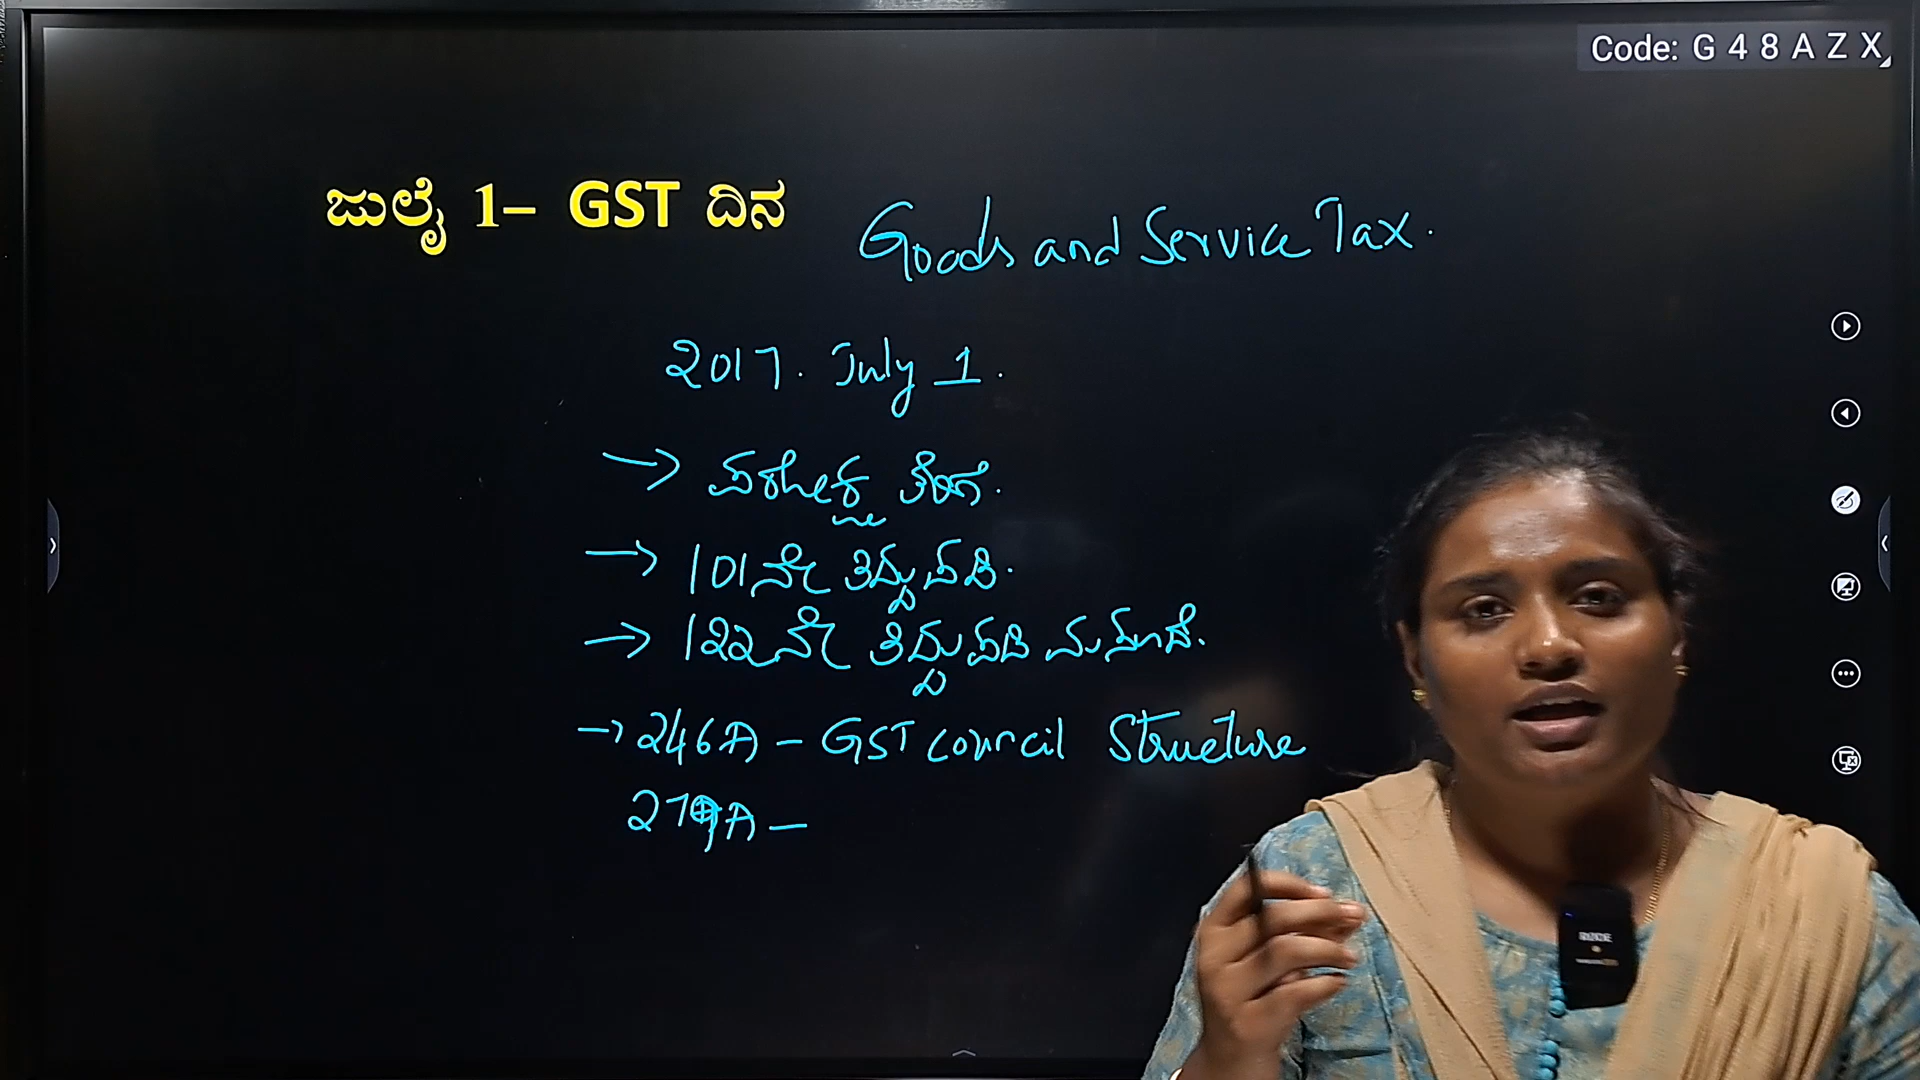 Code: G 4 8 A Z X
ಜುಲೈ 1– GST ದಿನ
Goods and Service Tax.
2017. July 1.
→ ಪರೋಕ್ಷ ತೆರಿಗೆ.
→ 101ನೇ ತಿದ್ದುಪಡಿ.
→ 122ನೇ ತಿದ್ದುಪಡಿ ಮಸೂದೆ.
→ 246A – GST council Structure
279A –
RODE